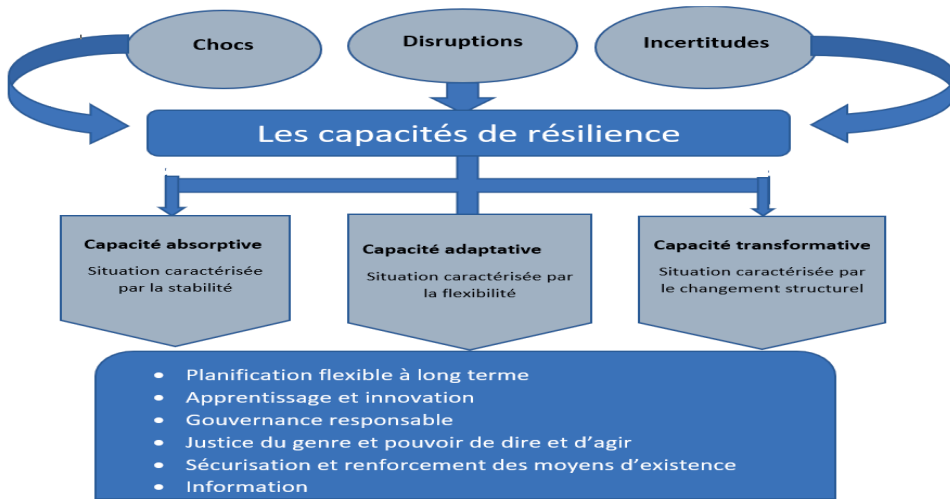 Chocs
Disruptions
Incertitudes
Les capacités de résilience
Capacité absorptive
Situation caractérisée
par la stabilité
Capacité adaptative
Situation caractérisée par
la flexibilité
Capacité transformative
Situation caractérisée par
le changement structurel
• Planification flexible à long terme
• Apprentissage et innovation
• Gouvernance responsable
• Justice du genre et pouvoir de dire et d'agir
• Sécurisation et renforcement des moyens d'existence
• Information